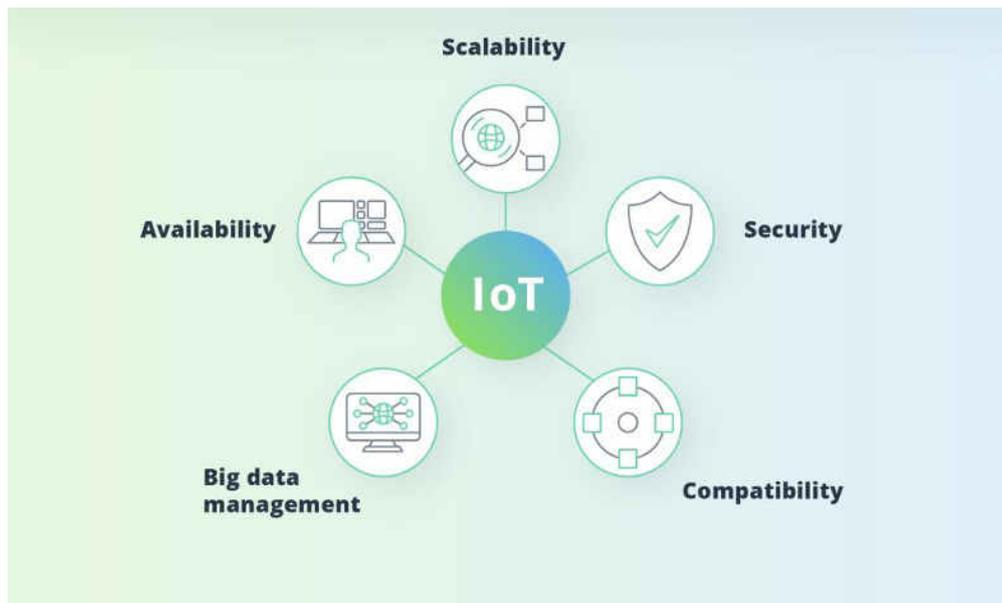 Scalability
Availability
Security
IoT
Big data
management
Compatibility